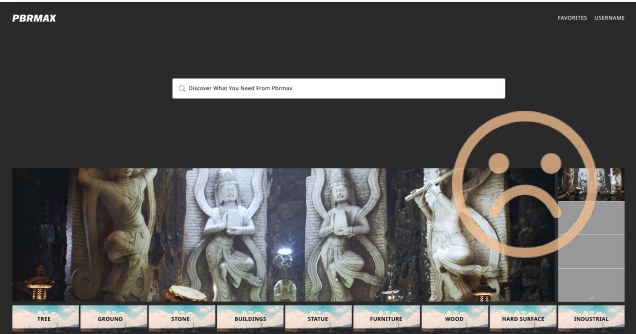 PBRMAX
FAVORITES USERNAME
Discover What You Need From Pbrmax
TREE GROUND STONE BUILDINGS STATUE FURNITURE WOOD HARD SURFACE INDUSTRIAL